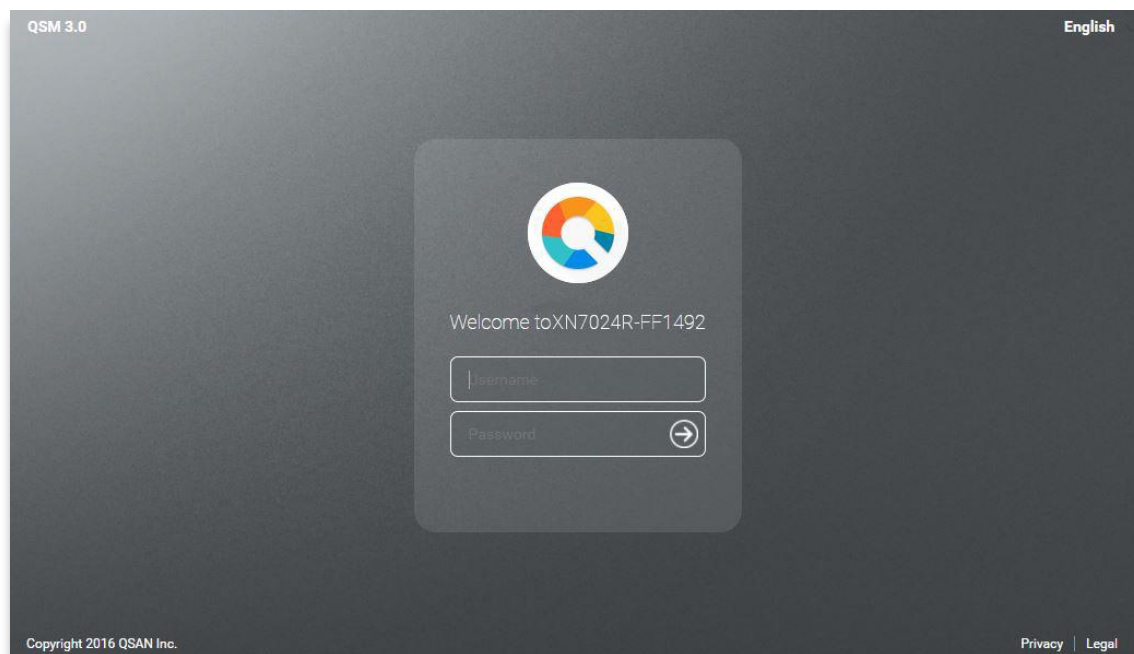 QSM 3.0
English
Welcome toXN7024R-FF1492
Username
Password
Copyright 2016 QSAN Inc.
Privacy | Legal